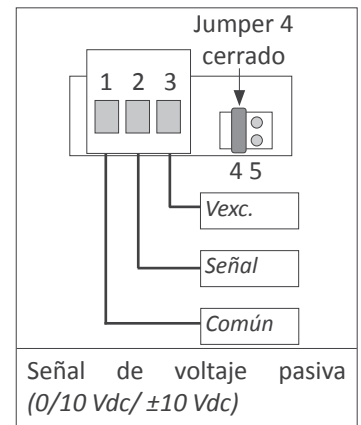 Jumper 4
cerrado
1 2 3
4 5
Vexc.
Señal
Común
Señal de voltaje pasiva
(0/10 Vdc/ ±10 Vdc)